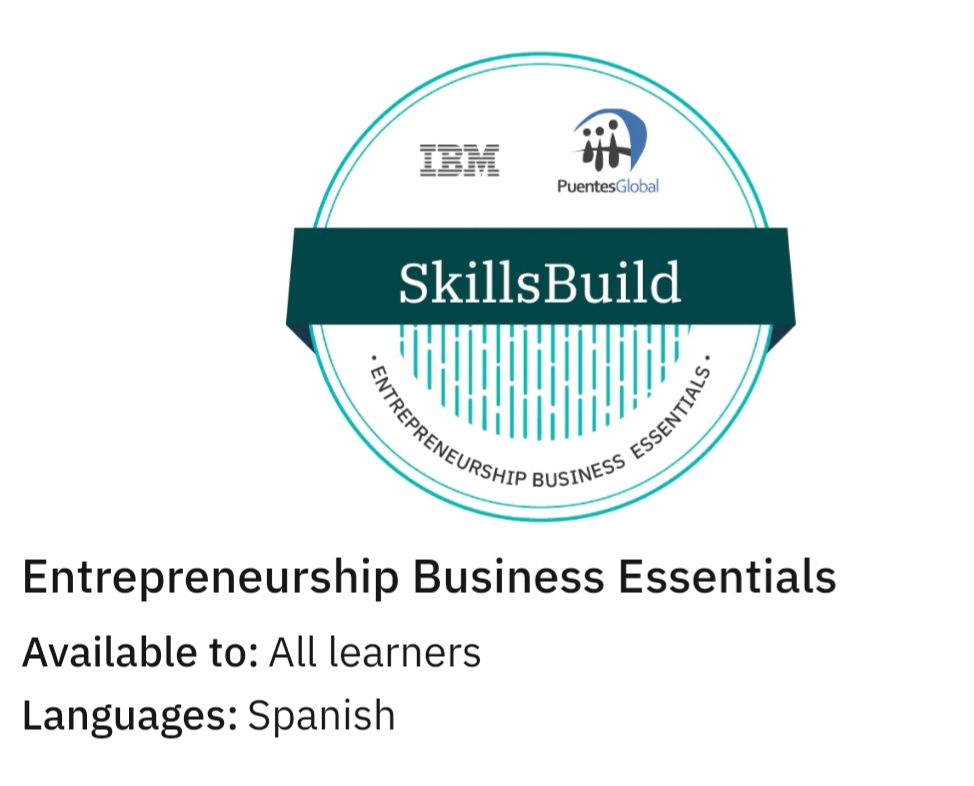 IBM
PuentesGlobal
SkillsBuild
· ENTREPRENEURSHIP BUSINESS ESSENTIALS ·
Entrepreneurship Business Essentials
Available to: All learners
Languages: Spanish